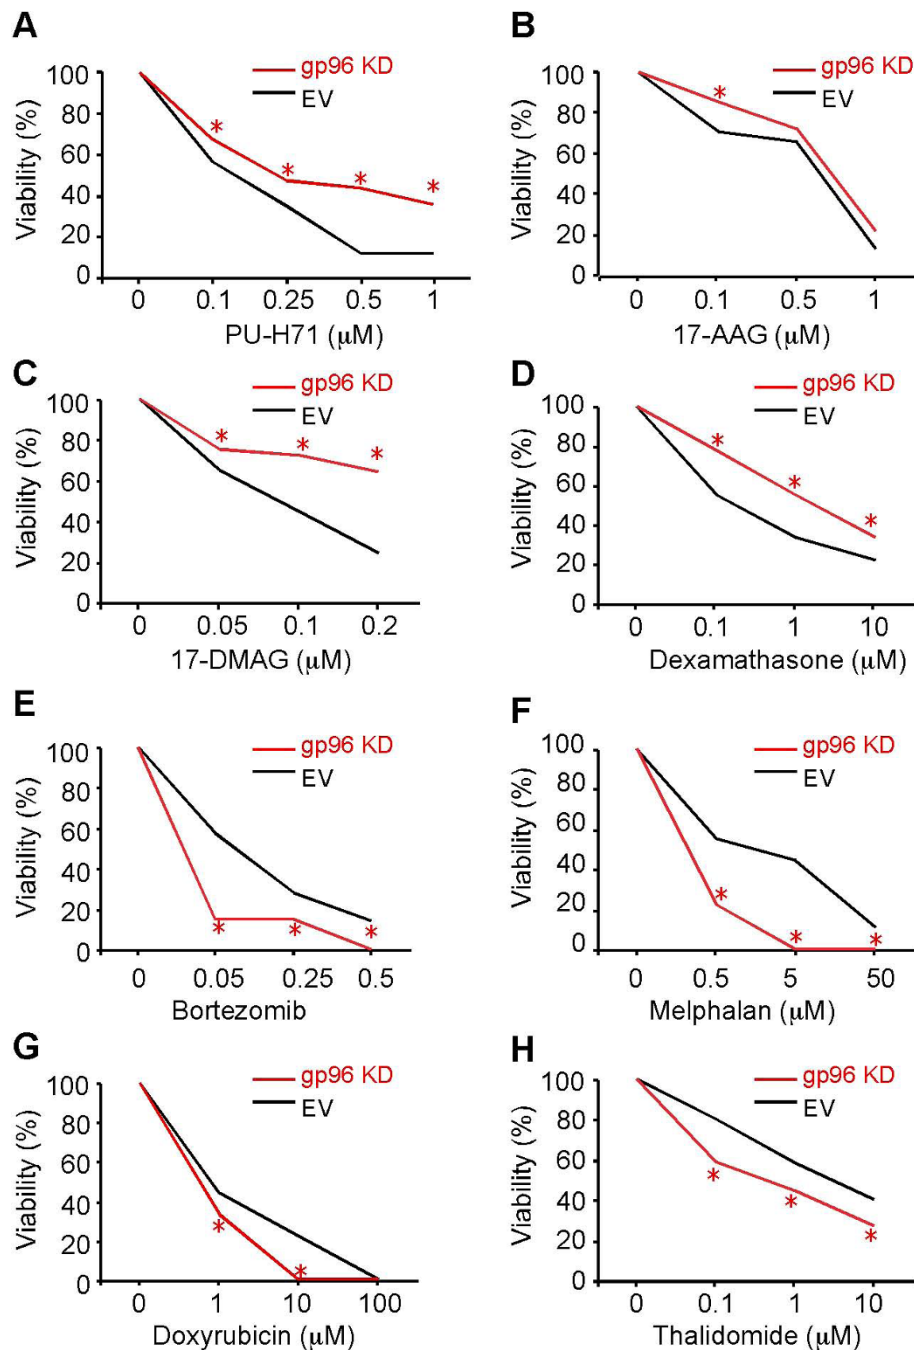 A
B
gp96 KD
EV
Viability (%)
100
80
60
40
20
0
0 0.1 0.25 0.5 1
PU-H71 (µM)
gp96 KD
EV
Viability (%)
100
80
60
40
20
0
0 0.1 0.5 1
17-AAG (µM)
C
D
gp96 KD
EV
Viability (%)
100
80
60
40
20
0
0 0.05 0.1 0.2
17-DMAG (µM)
gp96 KD
EV
Viability (%)
100
80
60
40
20
0
0 0.1 1 10
Dexamathasone (µM)
E
F
gp96 KD
EV
Viability (%)
100
80
60
40
20
0
0 0.05 0.25 0.5
Bortezomib
gp96 KD
EV
Viability (%)
100
80
60
40
20
0
0 0.5 5 50
Melphalan (µM)
G
H
gp96 KD
EV
Viability (%)
100
80
60
40
20
0
0 1 10 100
Doxyrubicin (µM)
gp96 KD
EV
Viability (%)
100
80
60
40
20
0
0 0.1 1 10
Thalidomide (µM)